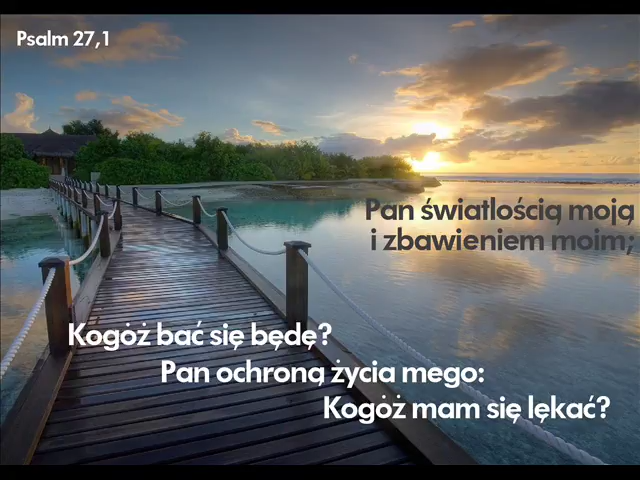 Psalm 27,1
Pan światłością moją
i zbawieniem moim;
Kogóż bać się będę?
Pan ochroną życia mego:
Kogóż mam się lękać?